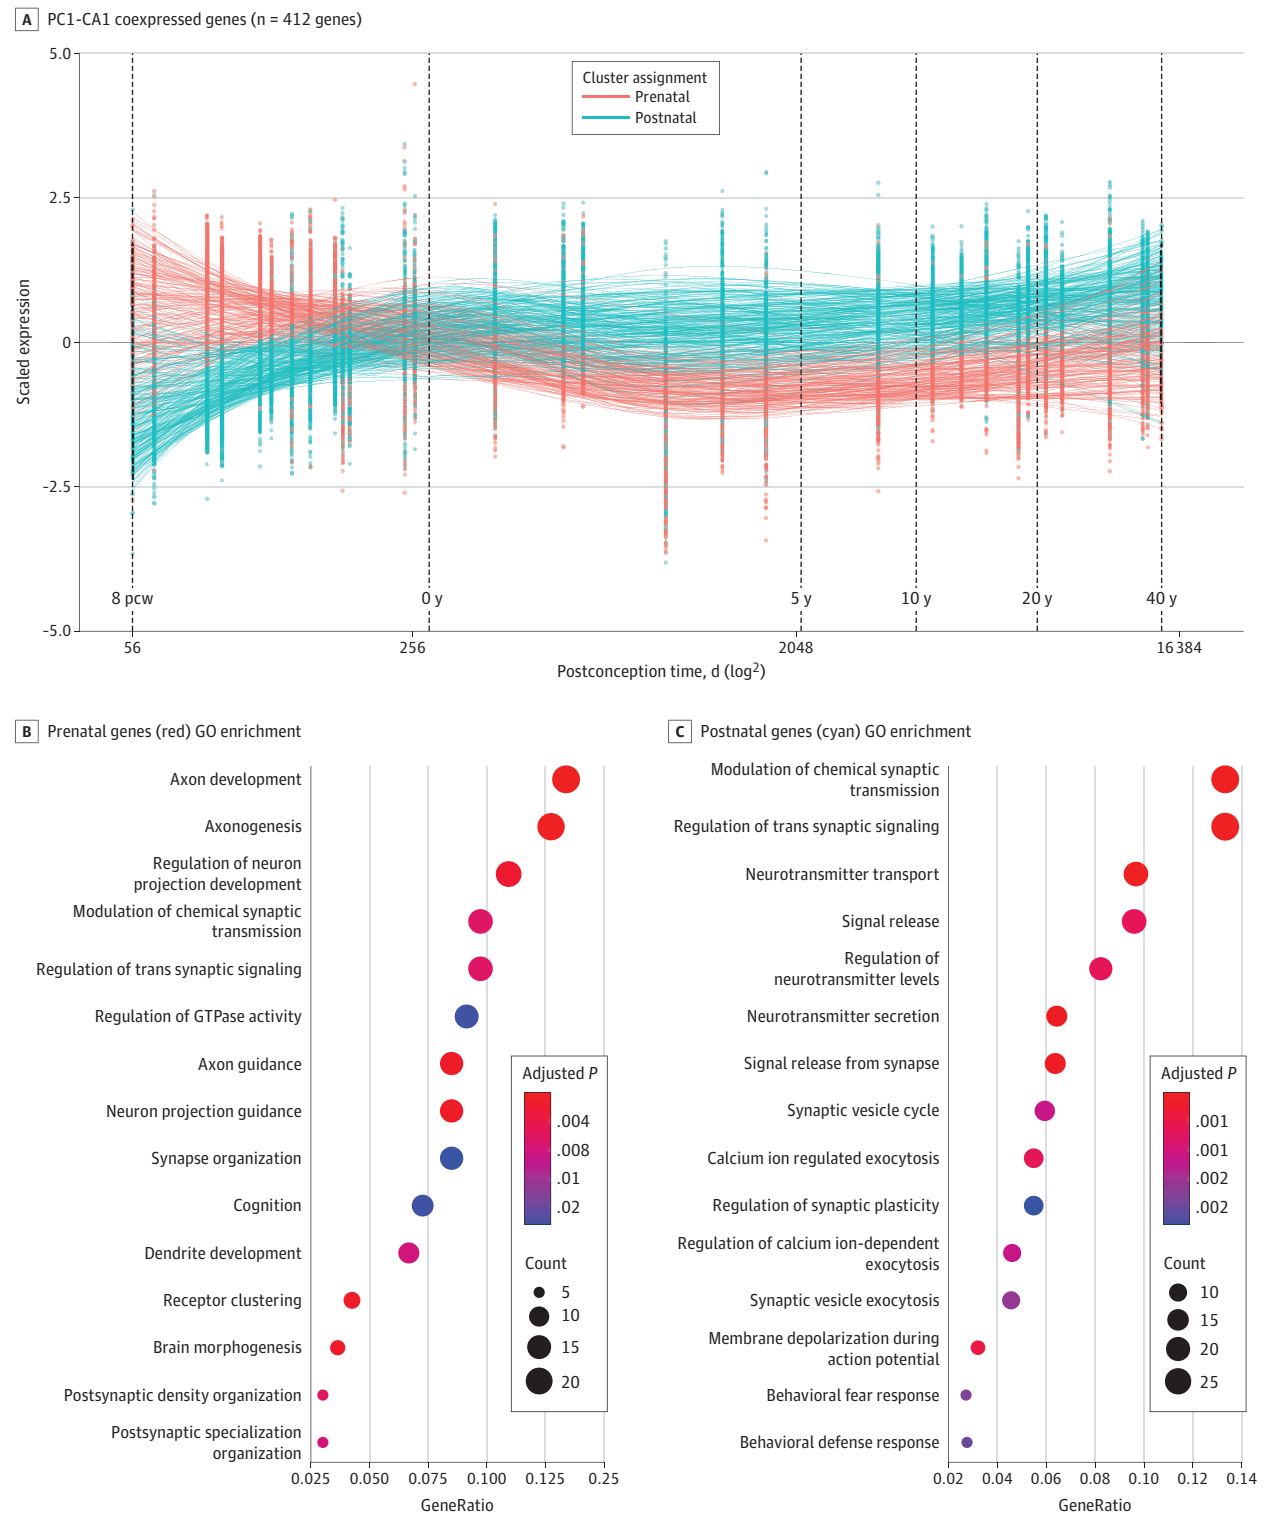 A PC1-CA1 coexpressed genes (n = 412 genes)
5.0
2.5
0
-2.5
-5.0
Scaled expression
Cluster assignment
Prenatal
Postnatal
8 pcw
0 y
5 y
10 y
20 y
40 y
56
256
2048
16 384
Postconception time, d (log2)
B Prenatal genes (red) GO enrichment
Axon development
Axonogenesis
Regulation of neuron
projection development
Modulation of chemical synaptic
transmission
Regulation of trans synaptic signaling
Regulation of GTPase activity
Axon guidance
Neuron projection guidance
Synapse organization
Cognition
Dendrite development
Receptor clustering
Brain morphogenesis
Postsynaptic density organization
Postsynaptic specialization
organization
Adjusted P
.004
.008
.01
.02
Count
5
10
15
20
0.025
0.050
0.075
0.100
0.125
0.25
GeneRatio
C Postnatal genes (cyan) GO enrichment
Modulation of chemical synaptic
transmission
Regulation of trans synaptic signaling
Neurotransmitter transport
Signal release
Regulation of
neurotransmitter levels
Neurotransmitter secretion
Signal release from synapse
Synaptic vesicle cycle
Calcium ion regulated exocytosis
Regulation of synaptic plasticity
Regulation of calcium ion-dependent
exocytosis
Synaptic vesicle exocytosis
Membrane depolarization during
action potential
Behavioral fear response
Behavioral defense response
Adjusted P
.001
.001
.002
.002
Count
10
15
20
25
0.02
0.04
0.06
0.08
0.10
0.12
0.14
GeneRatio